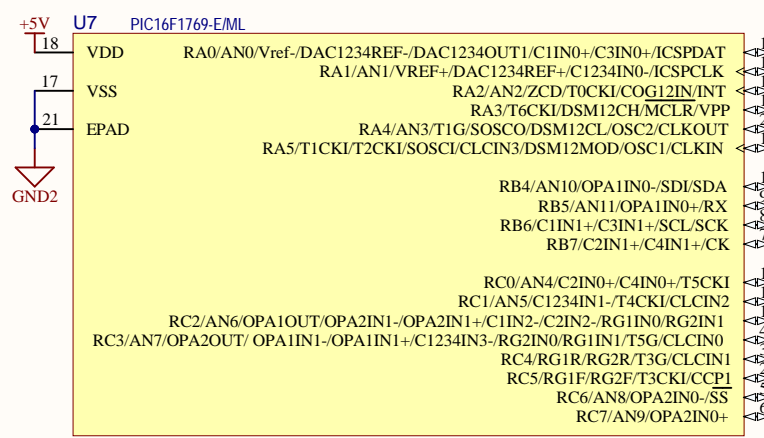 +5V
U7 PIC16F1769-E/ML
18 VDD RA0/AN0/Vref-/DAC1234REF-/DAC1234OUT1/C1IN0+/C3IN0+/ICSPDAT
RA1/AN1/VREF+/DAC1234REF+/C1234IN0-/ICSPCLK
17 VSS RA2/AN2/ZCD/T0CKI/COG12IN/INT
RA3/T6CKI/DSM12CH/MCLR/VPP
21 EPAD RA4/AN3/T1G/SOSCO/DSM12CL/OSC2/CLKOUT
RA5/T1CKI/T2CKI/SOSCI/CLCIN3/DSM12MOD/OSC1/CLKIN
GND2
RB4/AN10/OPA1IN0-/SDI/SDA
RB5/AN11/OPA1IN0+/RX
RB6/C1IN1+/C3IN1+/SCL/SCK
RB7/C2IN1+/C4IN1+/CK
RC0/AN4/C2IN0+/C4IN0+/T5CKI
RC1/AN5/C1234IN1-/T4CKI/CLCIN2
RC2/AN6/OPA1OUT/OPA2IN1-/OPA2IN1+/C1IN2-/C2IN2-/RG1IN0/RG2IN1
RC3/AN7/OPA2OUT/ OPA1IN1-/OPA1IN1+/C1234IN3-/RG2IN0/RG1IN1/T5G/CLCIN0
RC4/RG1R/RG2R/T3G/CLCIN1
RC5/RG1F/RG2F/T3CKI/CCP1
RC6/AN8/OPA2IN0-/SS
RC7/AN9/OPA2IN0+